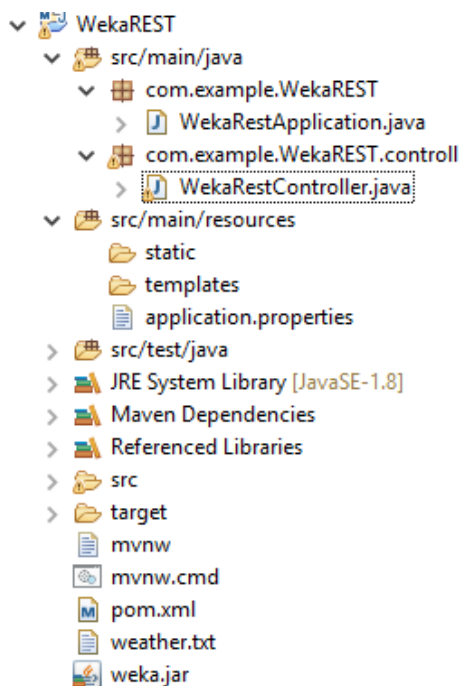 WekaREST
src/main/java
com.example.WekaREST
WekaRestApplication.java
com.example.WekaREST.controll
WekaRestController.java
src/main/resources
static
templates
application.properties
src/test/java
JRE System Library [JavaSE-1.8]
Maven Dependencies
Referenced Libraries
src
target
mvnw
mvnw.cmd
pom.xml
weather.txt
weka.jar